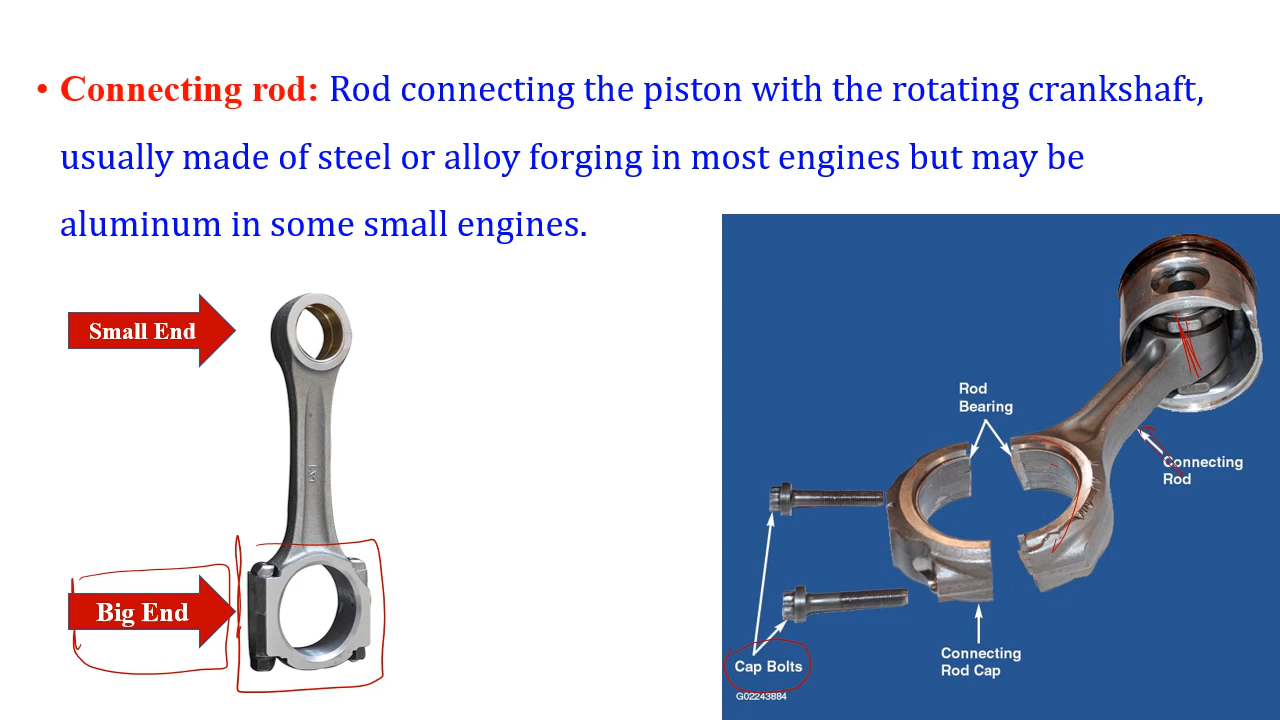 • Connecting rod: Rod connecting the piston with the rotating crankshaft,
usually made of steel or alloy forging in most engines but may be
aluminum in some small engines.
Small End
Big End
Rod
Bearing
Connecting
Rod
Cap Bolts
Connecting
Rod Cap
G02243884